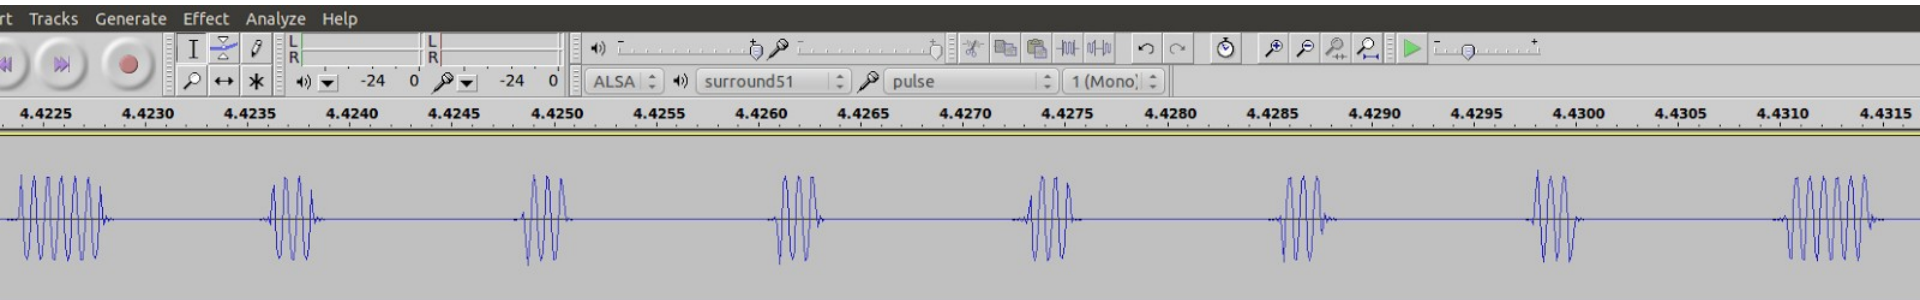 rt Tracks Generate Effect Analyze Help
L R L R
-24 0 -24 0 ALSA surround51 pulse 1 (Mono)
4.4225 4.4230 4.4235 4.4240 4.4245 4.4250 4.4255 4.4260 4.4265 4.4270 4.4275 4.4280 4.4285 4.4290 4.4295 4.4300 4.4305 4.4310 4.4315